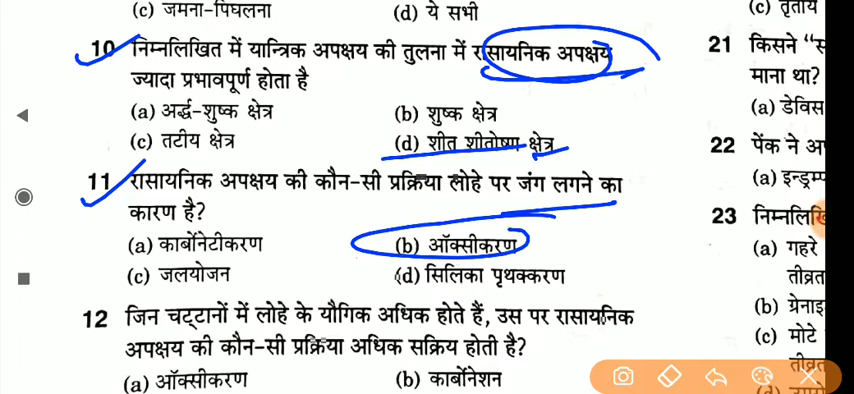 (c) जमना-पिघलना
(d) ये सभी
10 निम्नलिखित में यान्त्रिक अपक्षय की तुलना में रासायनिक अपक्षय
ज्यादा प्रभावपूर्ण होता है
(a) अर्द्ध-शुष्क क्षेत्र
(b) शुष्क क्षेत्र
(c) तटीय क्षेत्र
(d) शीत शीतोष्ण क्षेत्र
11 रासायनिक अपक्षय की कौन-सी प्रक्रिया लोहे पर जंग लगने का
कारण है?
(a) कार्बोनेटीकरण
(b) ऑक्सीकरण
(c) जलयोजन
(d) सिलिका पृथक्करण
12 जिन चट्टानों में लोहे के यौगिक अधिक होते हैं, उस पर रासायनिक
अपक्षय की कौन-सी प्रक्रिया अधिक सक्रिय होती है?
(a) ऑक्सीकरण
(b) कार्बोनेशन
(c) तृतीय
21 किसने
माना था?
(a) डेविस
22 पेंक ने
23
(a) गहरे
(b)
(c) मोटे